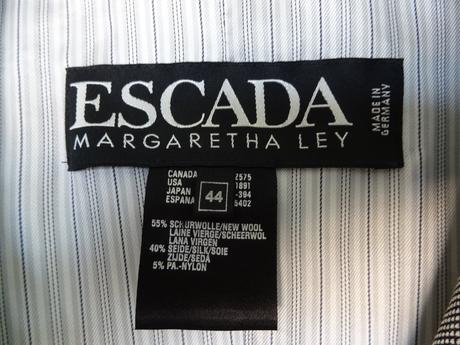 ESCADA
MARGARETHA LEY
MADE IN
GERMANY
CANADA 2575
USA 1891
JAPAN -394
ESPANA 5402
44
55% SCHURWOLLE/NEW WOOL
LAINE VIERGE/SCHEERWOL
LANA VIRGEN
40% SEIDE/SILK/SOIE
ZIJDE/SEDA
5% PA.-NYLON